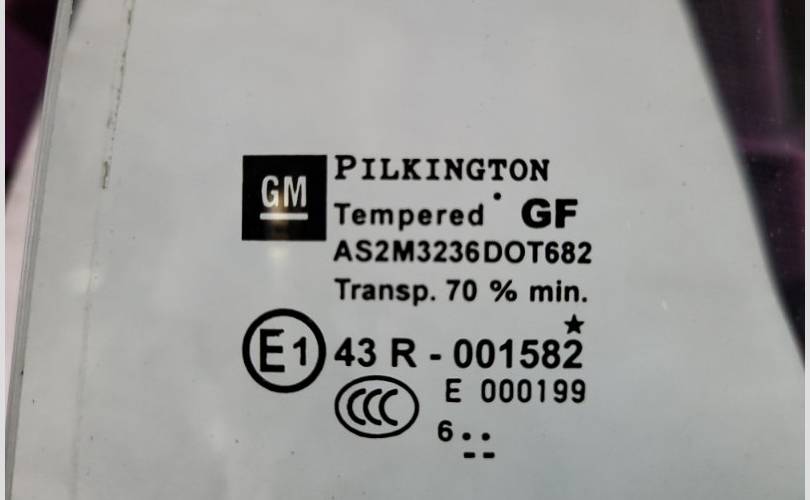 GM
PILKINGTON
Tempered GF
AS2M3236DOT682
Transp. 70 % min.
E1 43 R - 001582
CCC E 000199
6